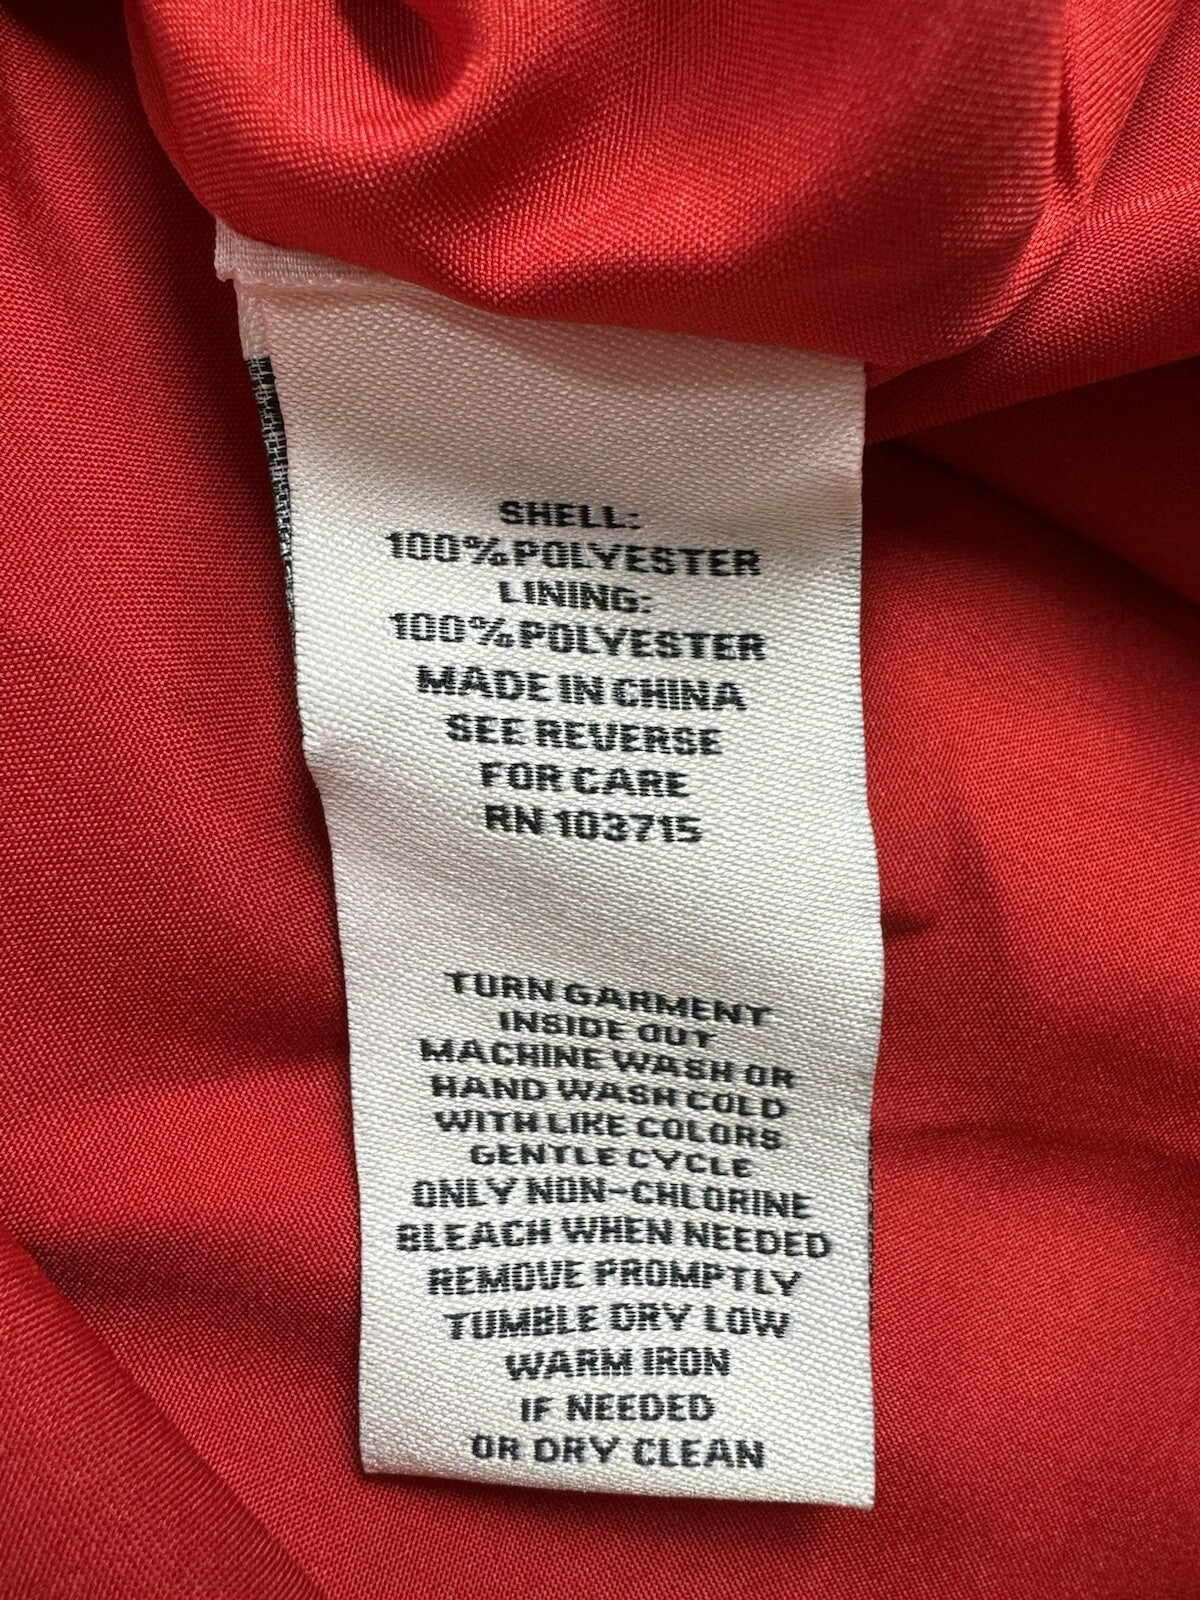 SHELL:
100% POLYESTER
LINING:
100% POLYESTER
MADE IN CHINA
SEE REVERSE
FOR CARE
RN 103715
TURN GARMENT
INSIDE OUT
MACHINE WASH OR
HAND WASH COLD
WITH LIKE COLORS
GENTLE CYCLE
ONLY NON-CHLORINE
BLEACH WHEN NEEDED
REMOVE PROMPTLY
TUMBLE DRY LOW
WARM IRON
IF NEEDED
OR DRY CLEAN